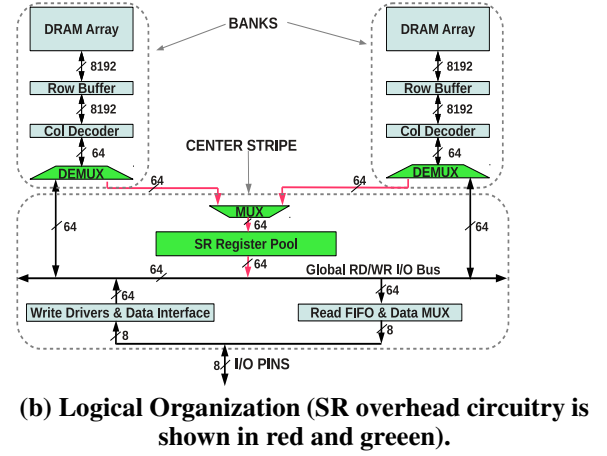 BANKS
DRAM Array
DRAM Array
8192
8192
Row Buffer
Row Buffer
8192
8192
Col Decoder
Col Decoder
64
64
CENTER STRIPE
DEMUX
DEMUX
64
64
MUX
64
64
64
SR Register Pool
64
64
Global RD/WR I/O Bus
64
64
Write Drivers & Data Interface
Read FIFO & Data MUX
8
8
8
I/O PINS
(b) Logical Organization (SR overhead circuitry is
shown in red and greeen).